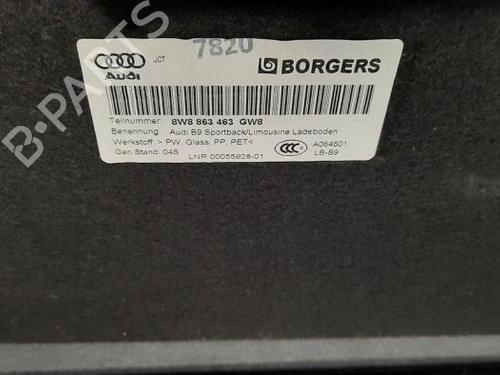 7820
Audi
JCT
BORGERS
Teilnummer: 8W8 863 463 GW8
Benennung: Audi B9 Sportback/Limousine Ladeboden
Werkstoff: > PW, Glass, PP, PET<
Gen.Stand: 04S
LNR 00055928-01
CCC
A064601
LB-B9
B-PARTS